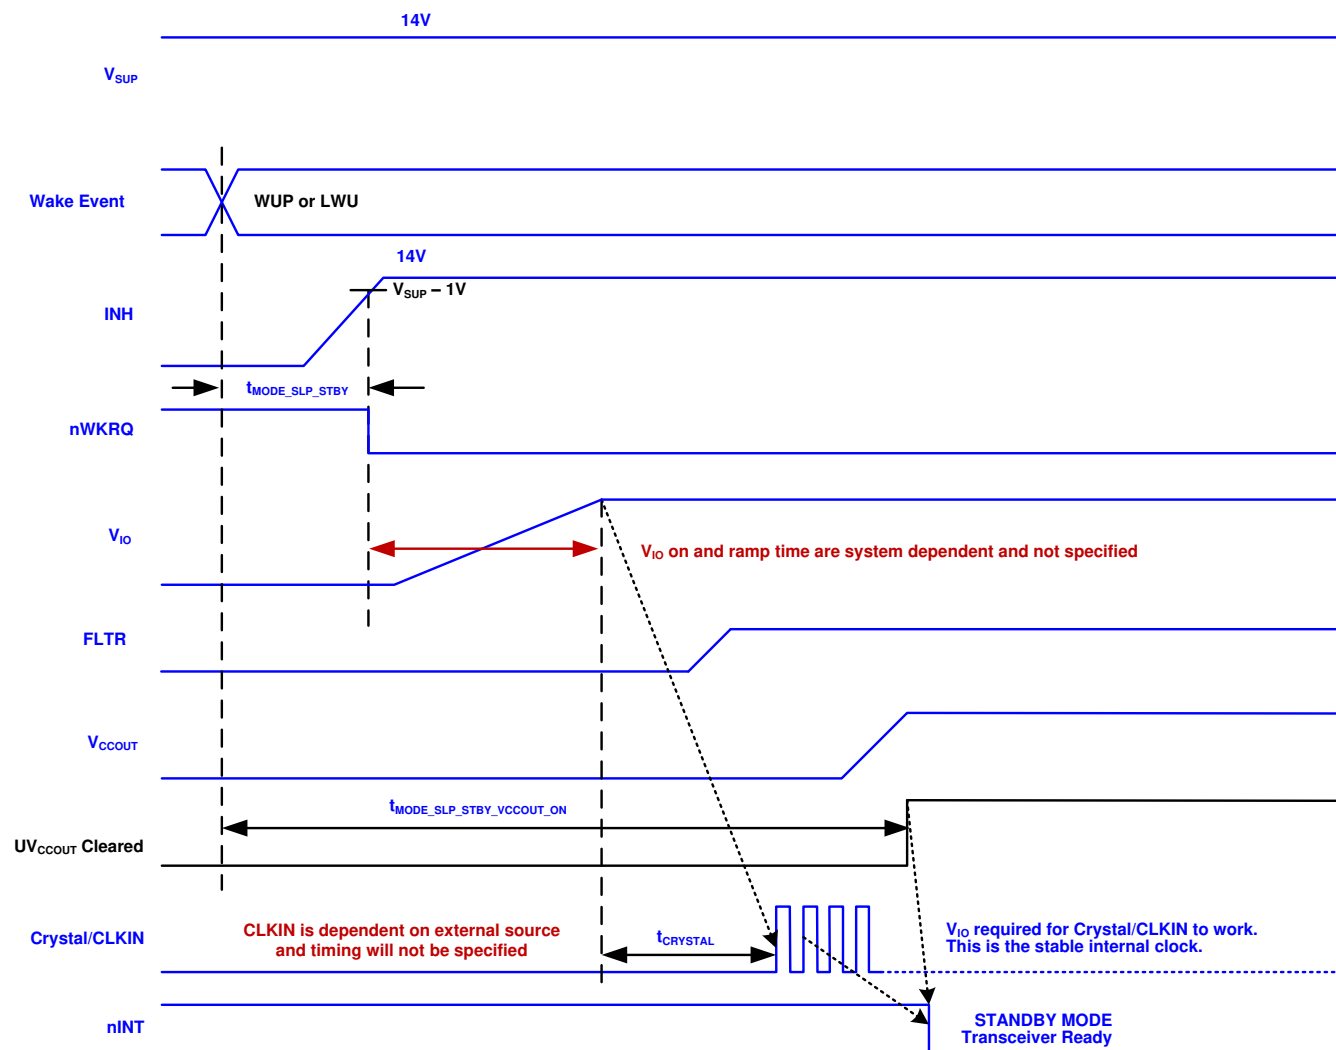 14V
VSUP
Wake Event
WUP or LWU
14V
VSUP – 1V
INH
tMODE_SLP_STBY
nWKRQ
VIO
VIO on and ramp time are system dependent and not specified
FLTR
VCCOUT
tMODE_SLP_STBY_VCCOUT_ON
UVCCOUT Cleared
Crystal/CLKIN
CLKIN is dependent on external source
and timing will not be specified
tCRYSTAL
VIO required for Crystal/CLKIN to work.
This is the stable internal clock.
nINT
STANDBY MODE
Transceiver Ready